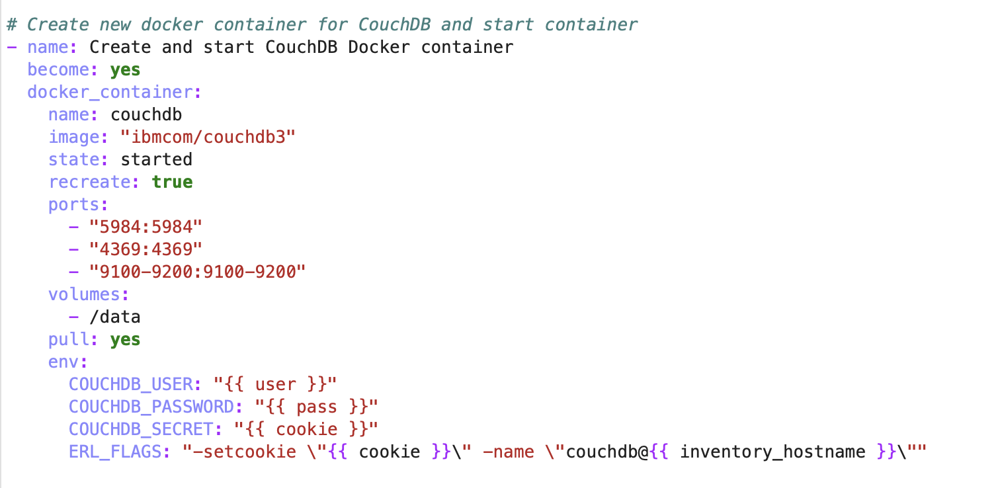 # Create new docker container for CouchDB and start container
- name: Create and start CouchDB Docker container
  become: yes
  docker_container:
    name: couchdb
    image: "ibmcom/couchdb3"
    state: started
    recreate: true
    ports:
      - "5984:5984"
      - "4369:4369"
      - "9100-9200:9100-9200"
    volumes:
      - /data
    pull: yes
    env:
      COUCHDB_USER: "{{ user }}"
      COUCHDB_PASSWORD: "{{ pass }}"
      COUCHDB_SECRET: "{{ cookie }}"
      ERL_FLAGS: "-setcookie \"{{ cookie }}\" -name \"couchdb@{{ inventory_hostname }}\""